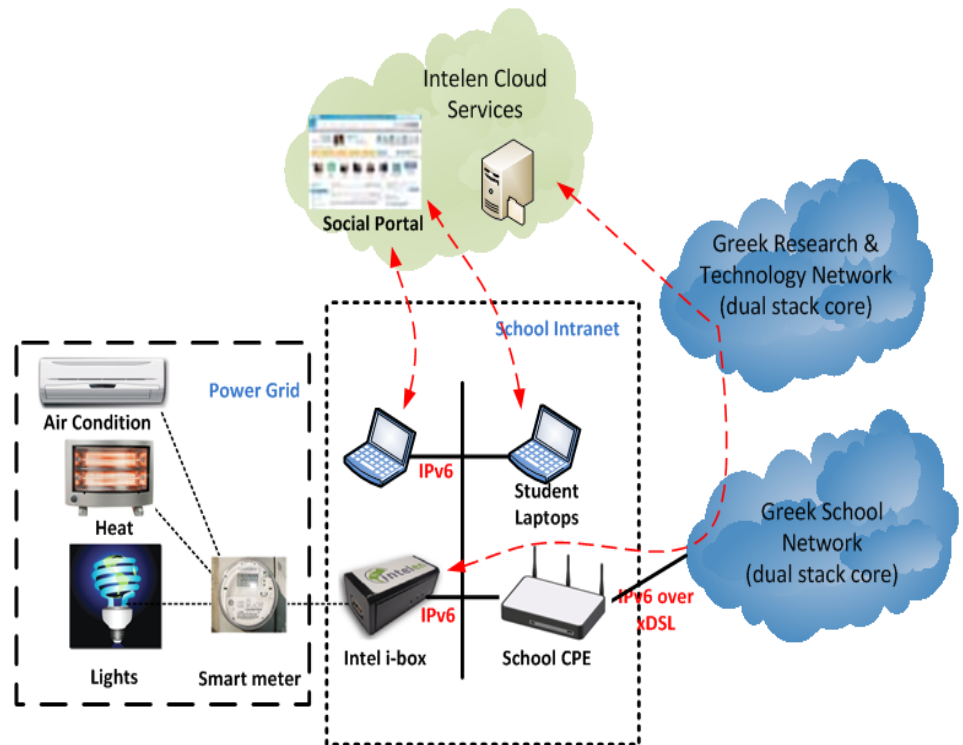 Intelen Cloud
Services
Social Portal
Greek Research &
Technology Network
(dual stack core)
School Intranet
Power Grid
Air Condition
Heat
Lights
Smart meter
IPv6
Student
Laptops
intelen
IPv6
Intel i-box
School CPE
IPv6 over
xDSL
Greek School
Network
(dual stack core)